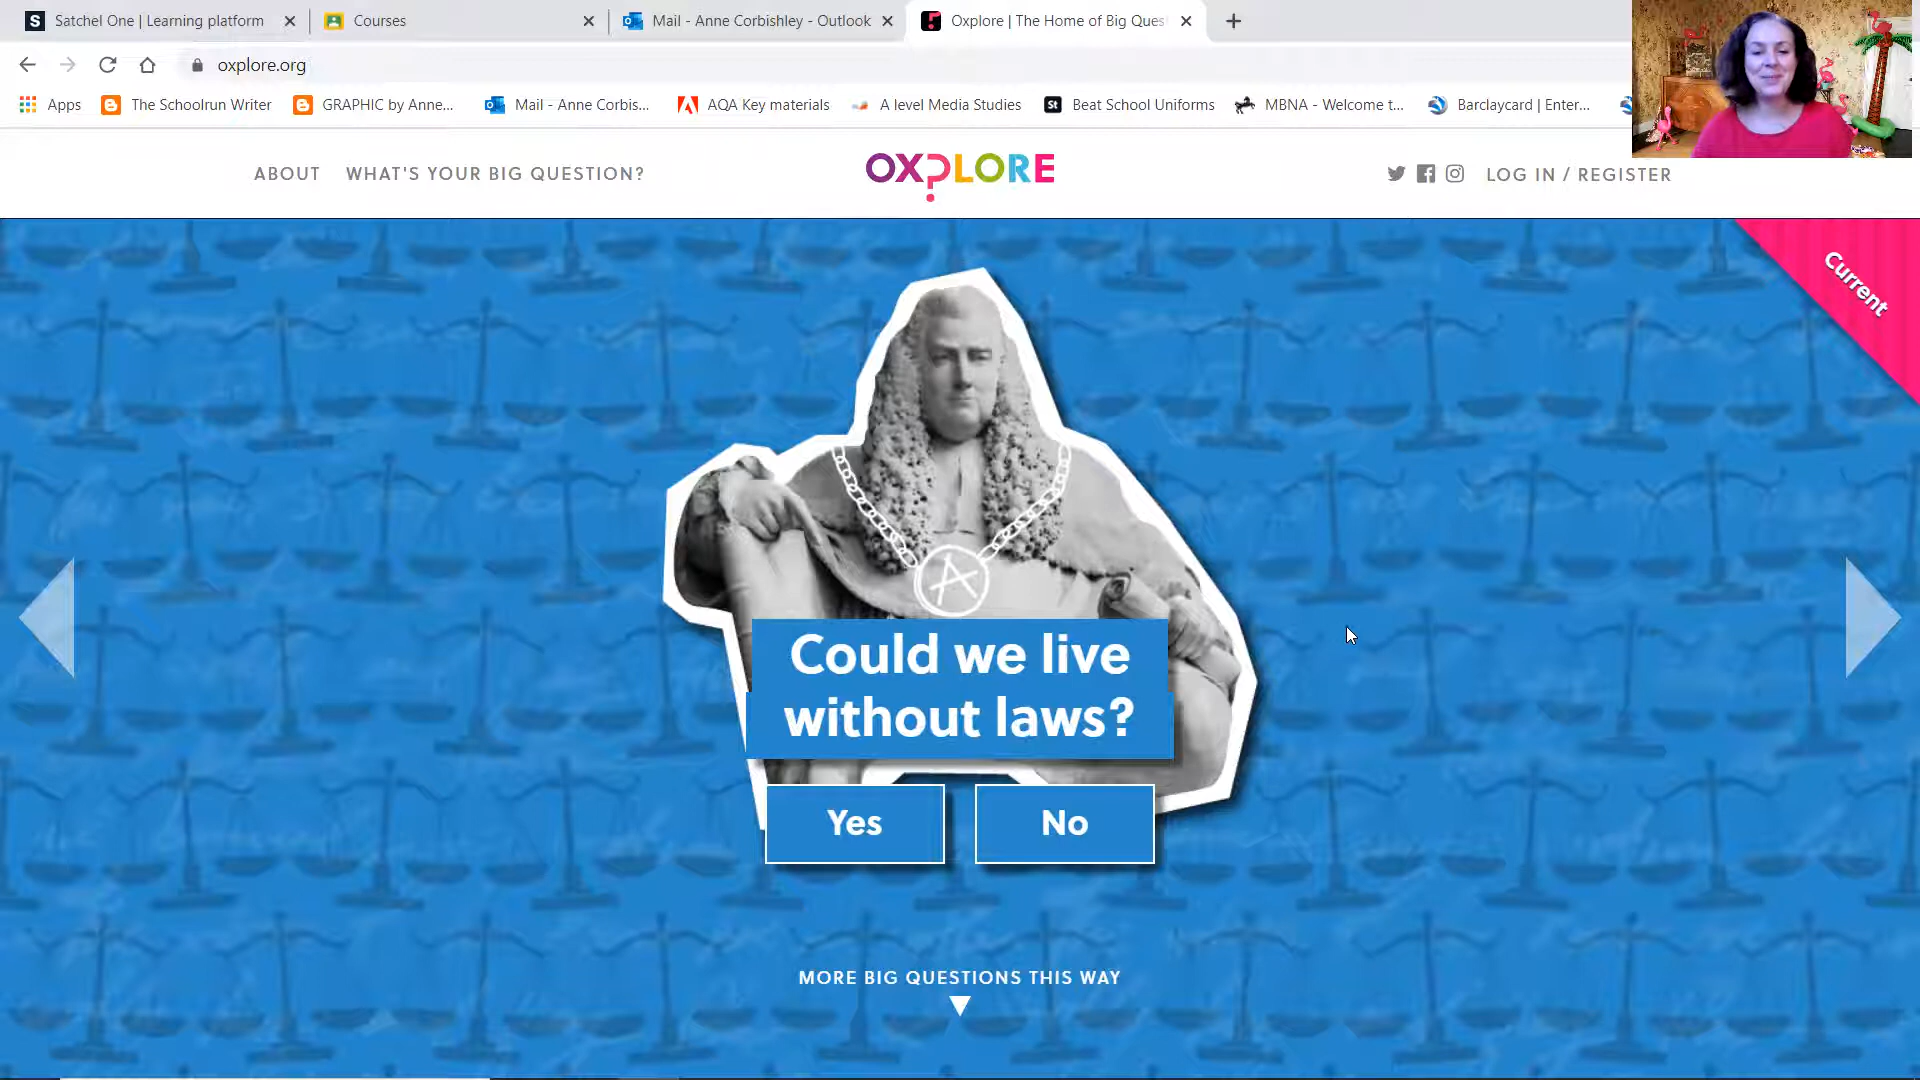 Satchel One | Learning platform
Courses
Mail - Anne Corbishley - Outlook
Oxplore | The Home of Big Ques
oxplore.org
Apps
The Schoolrun Writer
GRAPHIC by Anne...
Mail - Anne Corbis...
AQA Key materials
A level Media Studies
St
Beat School Uniforms
MBNA - Welcome t...
Barclaycard | Enter...
ABOUT
WHAT'S YOUR BIG QUESTION?
OXPLORE
LOG IN / REGISTER
Current
A
Could we live
without laws?
Yes
No
MORE BIG QUESTIONS THIS WAY